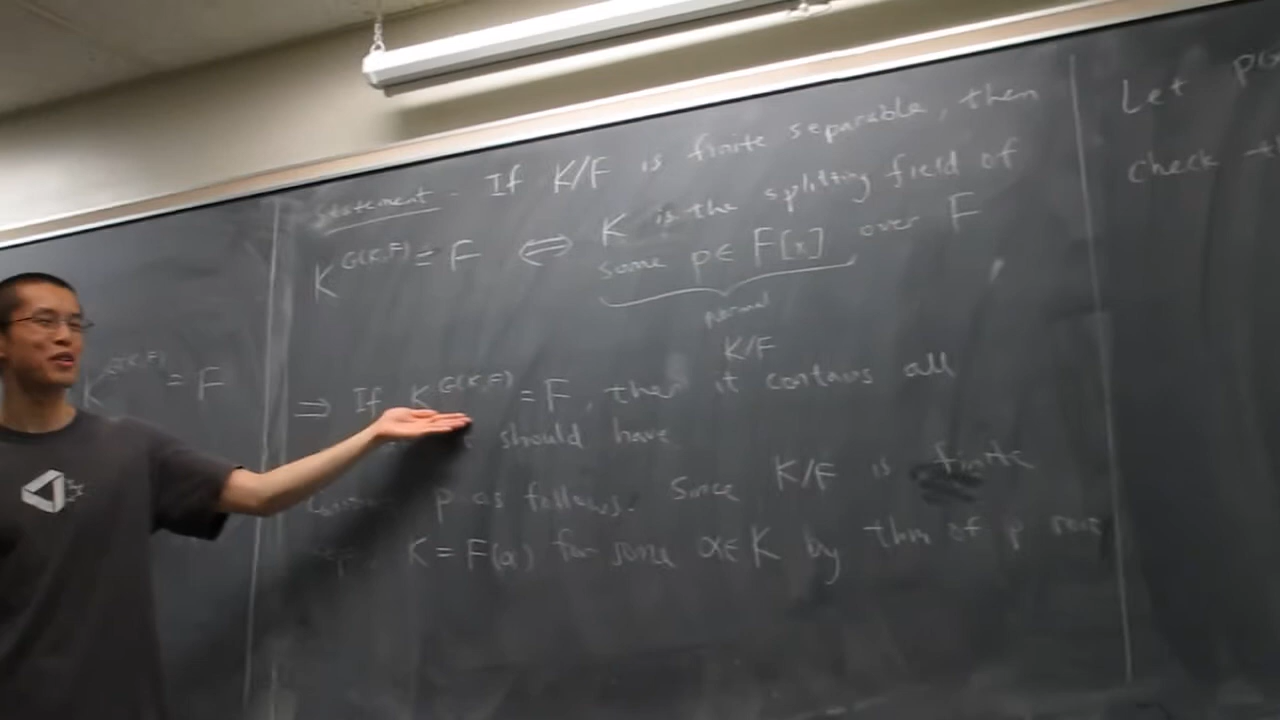 K^{G(K,F)} = F
Statement. If K/F is finite separable, then
K^{G(K,F)} = F ⇔ K is the splitting field of
some p ∈ F[x] over F
normal
K/F
⇒ If K^{G(K,F)} = F, then it contains all
should have
p as follows. Since K/F is finite
sep. K = F(α) for some α ∈ K by thm of p
Let
check